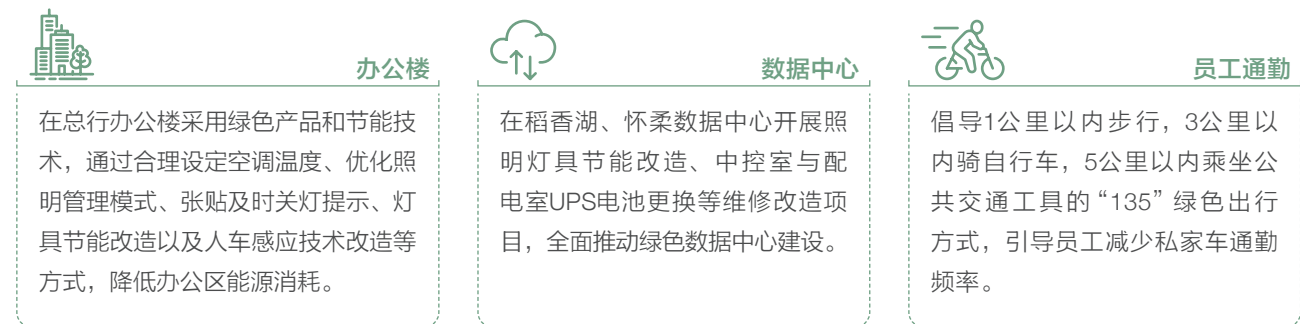 办公楼
在总行办公楼采用绿色产品和节能技
术，通过合理设定空调温度、优化照
明管理模式、张贴及时关灯提示、灯
具节能改造以及人车感应技术改造等
方式，降低办公区能源消耗。
数据中心
在稻香湖、怀柔数据中心开展照
明灯具节能改造、中控室与配
电室UPS电池更换等维修改造项
目，全面推动绿色数据中心建设。
员工通勤
倡导1公里以内步行，3公里以
内骑自行车，5公里以内乘坐公
共交通工具的“135”绿色出行
方式，引导员工减少私家车通勤
频率。